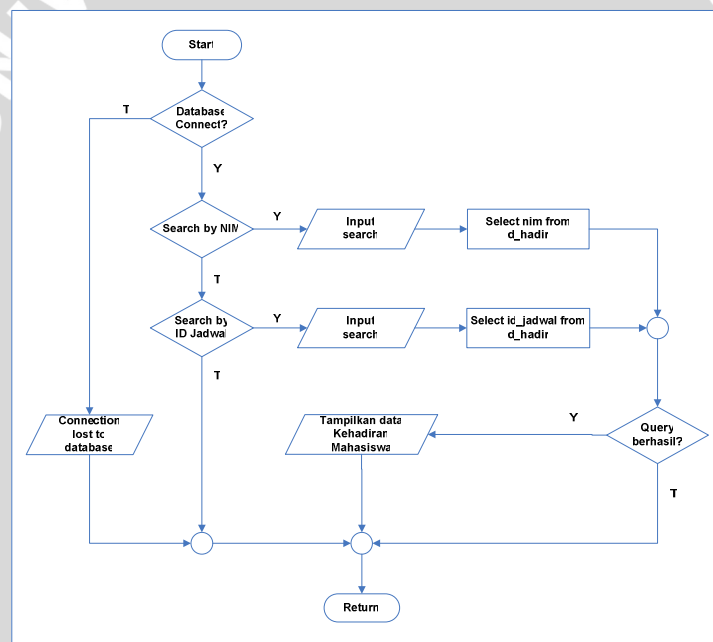 Start
Database
Connect?
T
Y
Search by NIM
Y
Input
search
Select nim from
d_hadir
T
Search by
ID Jadwal
Y
Input
search
Select id_jadwal from
d_hadir
T
Connection
lost to
database
Tampilkan data
Kehadiran
Mahasiswa
Y
Query
berhasil?
T
Return